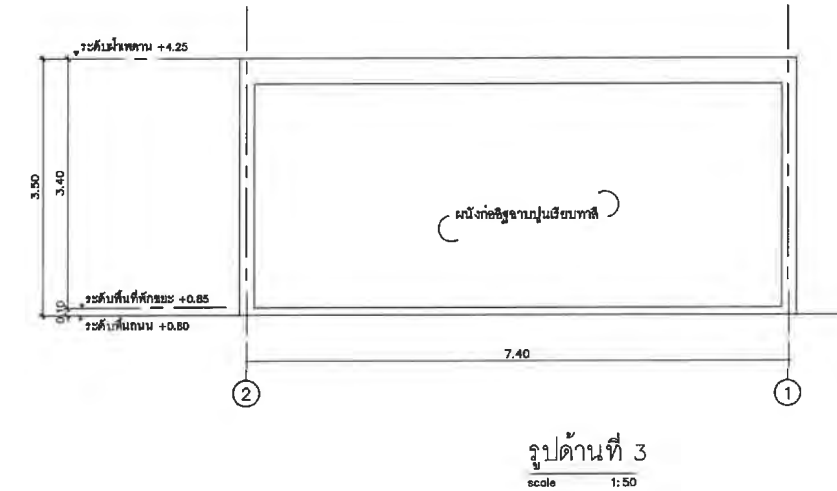 ระดับฝ้าเพดาน +4.25
3.50
3.40
ผนังก่ออิฐฉาบปูนเรียบทาสี
ระดับพื้นที่พักขยะ +0.85
0.10
ระดับพื้นถนน +0.80
7.40
2
1
รูปด้านที่ 3
scale 1:50